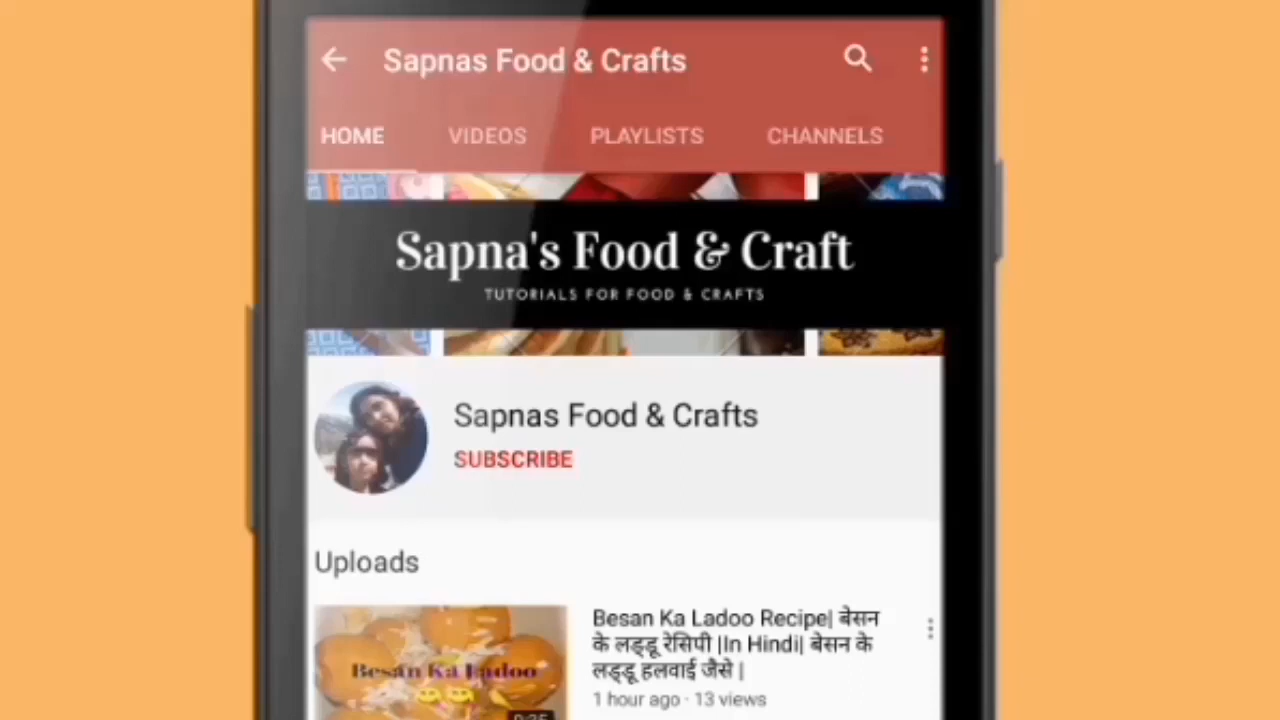 Sapnas Food & Crafts
HOME VIDEOS PLAYLISTS CHANNELS
Sapna's Food & Craft
TUTORIALS FOR FOOD & CRAFTS
Sapnas Food & Crafts
SUBSCRIBE
Uploads
Besan Ka Ladoo Recipe| बेसन
के लड्डू रेसिपी |In Hindi| बेसन के
लड्डू हलवाई जैसे |
1 hour ago · 13 views
Besan Ka Ladoo